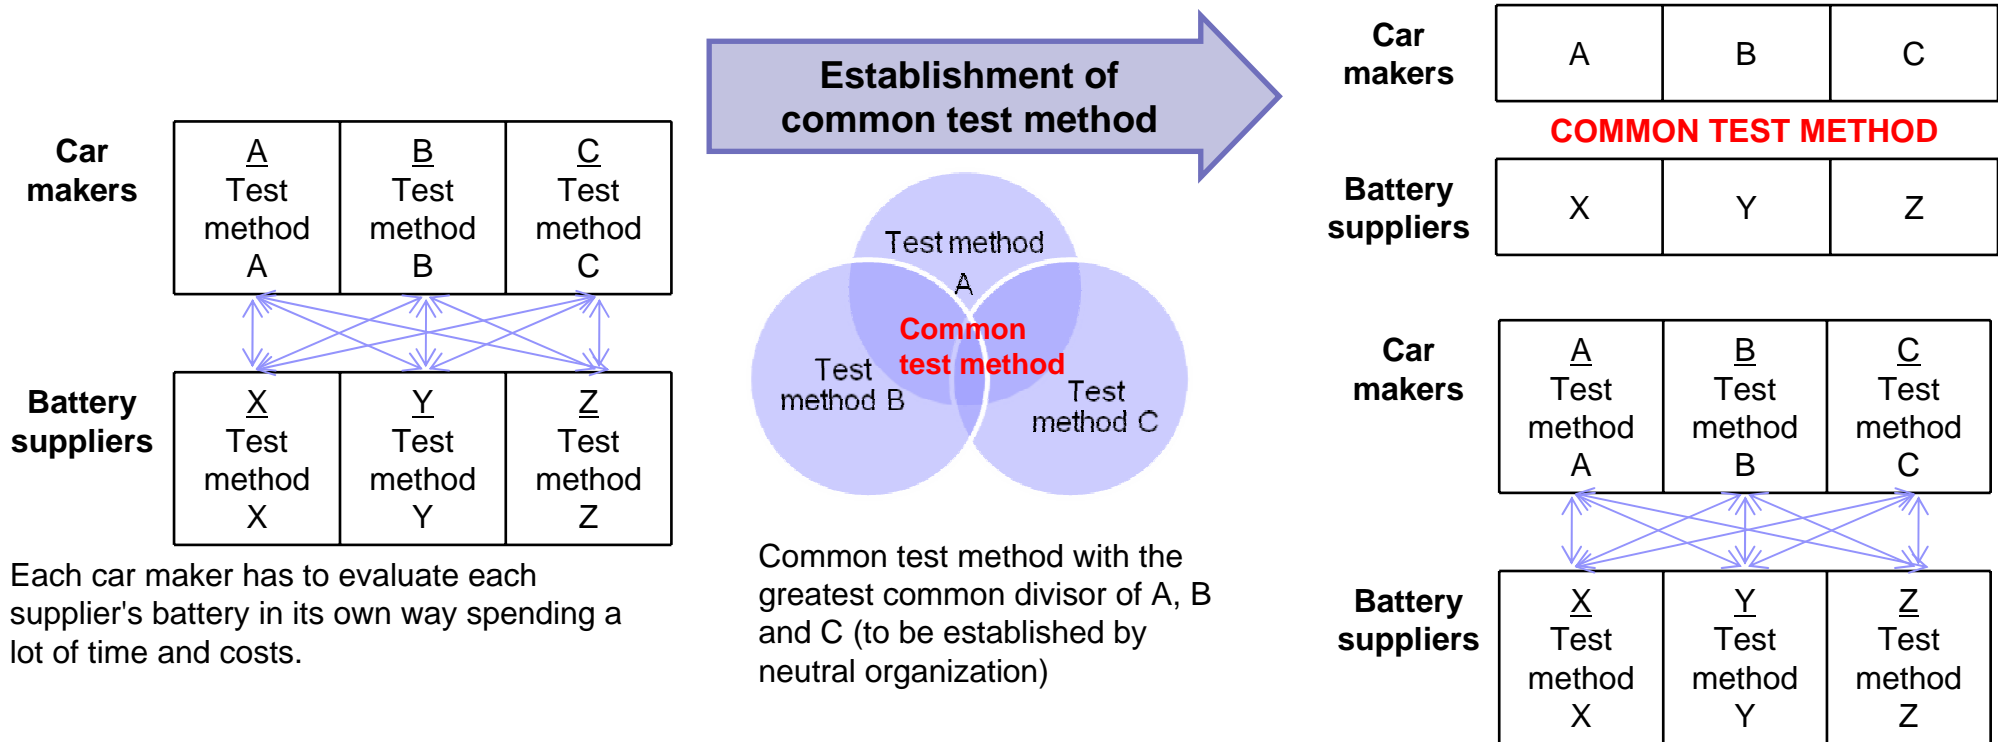 Car
makers
A
Test
method
A
B
Test
method
B
C
Test
method
C
Battery
suppliers
X
Test
method
X
Y
Test
method
Y
Z
Test
method
Z
Each car maker has to evaluate each
supplier's battery in its own way spending a
lot of time and costs.
Establishment of
common test method
Test method
A
Common
test method
Test
method B
Test
method C
Common test method with the
greatest common divisor of A, B
and C (to be established by
neutral organization)
Car
makers
A
B
C
COMMON TEST METHOD
Battery
suppliers
X
Y
Z
Car
makers
A
Test
method
A
B
Test
method
B
C
Test
method
C
Battery
suppliers
X
Test
method
X
Y
Test
method
Y
Z
Test
method
Z